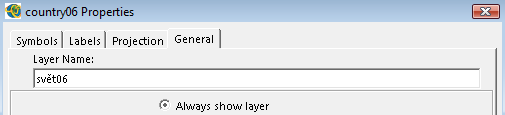 country06 Properties
Symbols Labels Projection General
Layer Name:
svět06
Always show layer